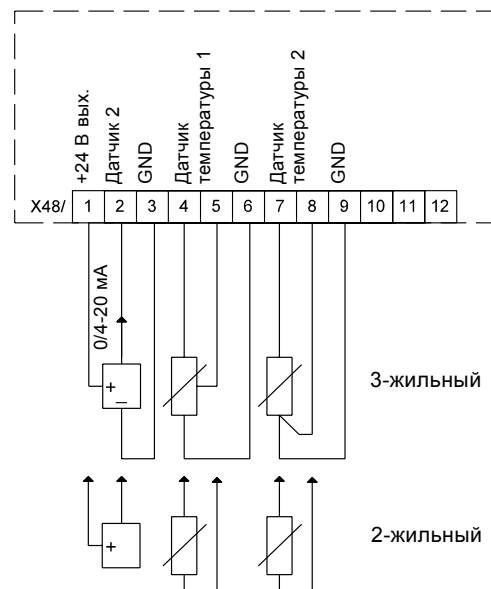 +24 В вых.
Датчик 2
GND
Датчик
температуры 1
GND
Датчик
температуры 2
GND
X48/ 1 2 3 4 5 6 7 8 9 10 11 12
0/4-20 мА
+
–
3-жильный
+
2-жильный